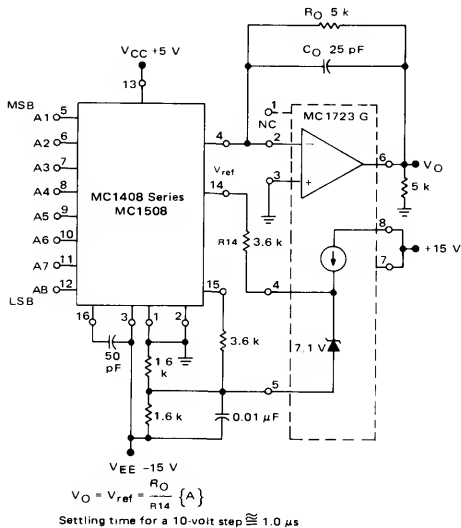 R_O 5 k
C_O 25 pF
V_CC +5 V
13
MC1723 G
1
NC
MSB
A1 5
A2 6
A3 7
A4 8
A5 9
A6 10
A7 11
A8 12
LSB
MC1408 Series
MC1508
4
2
−
3
+
6
V_O
5 k
V_ref
14
R14
3.6 k
8
7
+15 V
4
15
3.6 k
7.1 V
5
16
3
1
2
50
pF
1.6
k
1.6 k
0.01 μF
V_EE −15 V
V_O = V_ref = R_O/R14 {A}
Settling time for a 10-volt step ≅ 1.0 μs